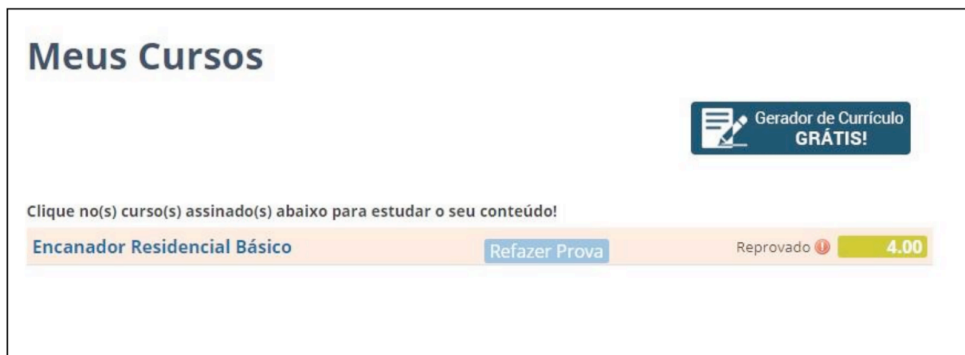 Meus Cursos
Gerador de Currículo
GRÁTIS!
Clique no(s) curso(s) assinado(s) abaixo para estudar o seu conteúdo!
Encanador Residencial Básico Refazer Prova Reprovado 4.00